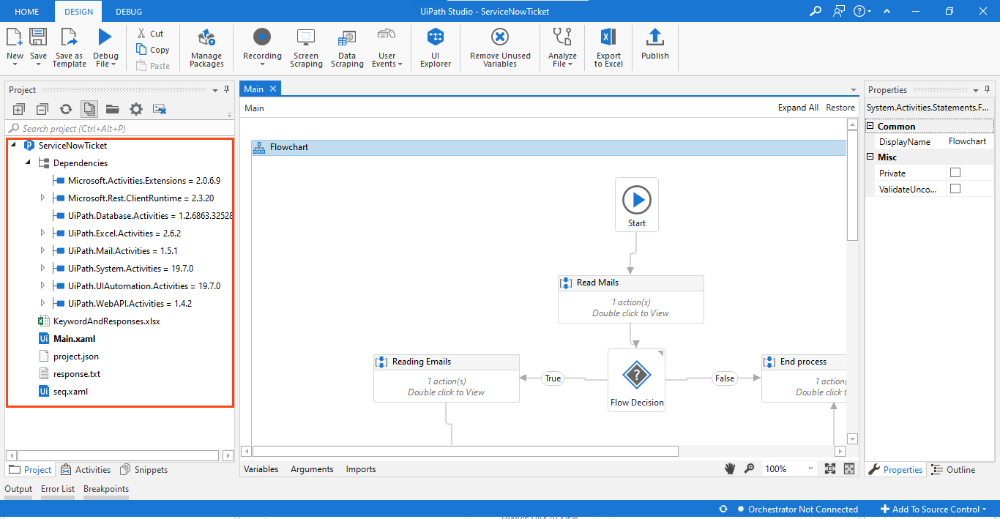 HOME DESIGN DEBUG UiPath Studio - ServiceNowTicket
New Save Save as Template Debug File
Cut
Copy
Paste
Manage Packages
Recording Screen Scraping Data Scraping User Events
UI Explorer
Remove Unused Variables
Analyze File
Export to Excel
Publish
Project
Search project (Ctrl+Alt+P)
ServiceNowTicket
Dependencies
Microsoft.Activities.Extensions = 2.0.6.9
Microsoft.Rest.ClientRuntime = 2.3.20
UiPath.Database.Activities = 1.2.6863.32528
UiPath.Excel.Activities = 2.6.2
UiPath.Mail.Activities = 1.5.1
UiPath.System.Activities = 19.7.0
UiPath.UIAutomation.Activities = 19.7.0
UiPath.WebAPI.Activities = 1.4.2
KeywordAndResponses.xlsx
Main.xaml
project.json
response.txt
seq.xaml
Project Activities Snippets
Main
Main Expand All Restore
Flowchart
Start
Read Mails
1 action(s)
Double click to View
Reading Emails
1 action(s)
Double click to View
True
Flow Decision
False
End process
1 action(
Double click t
Variables Arguments Imports 100%
Properties
System.Activities.Statements.F...
Common
DisplayName Flowchart
Misc
Private
ValidateUnco...
Properties Outline
Output Error List Breakpoints
Orchestrator Not Connected Add To Source Control